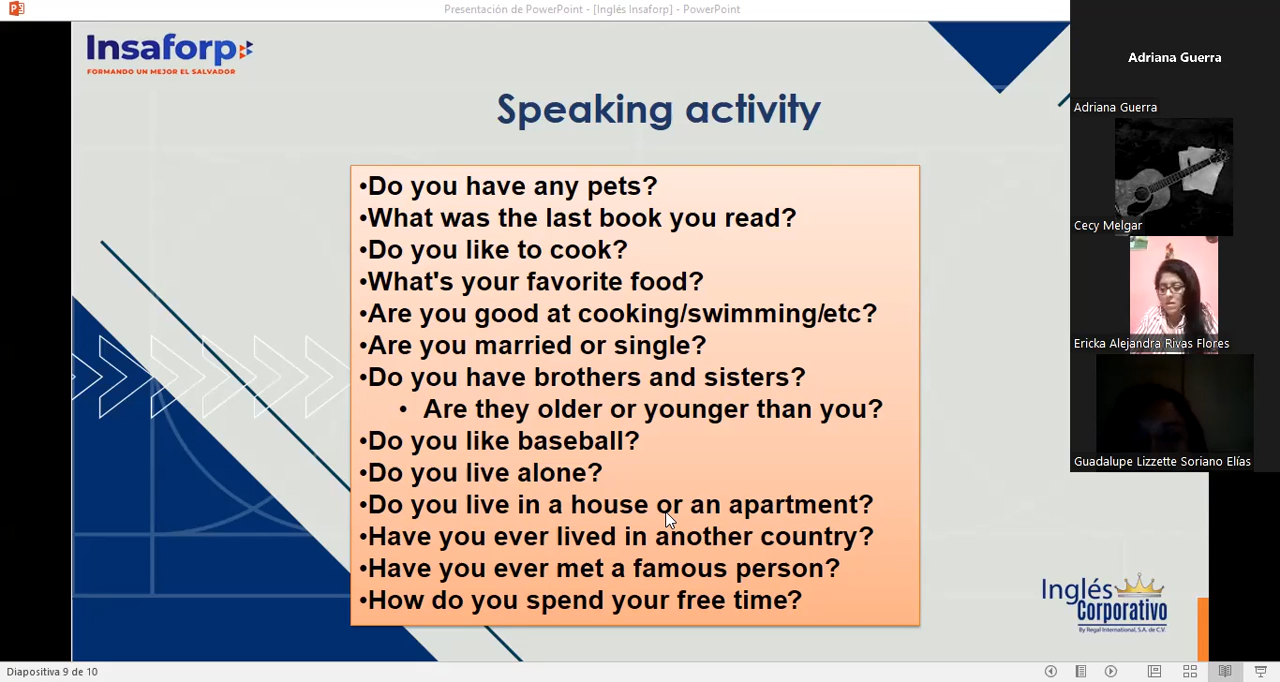 Presentación de PowerPoint - [Inglés Insaforp] - PowerPoint
Insaforp
FORMANDO UN MEJOR EL SALVADOR
Speaking activity
•Do you have any pets?
•What was the last book you read?
•Do you like to cook?
•What's your favorite food?
•Are you good at cooking/swimming/etc?
•Are you married or single?
•Do you have brothers and sisters?
• Are they older or younger than you?
•Do you like baseball?
•Do you live alone?
•Do you live in a house or an apartment?
•Have you ever lived in another country?
•Have you ever met a famous person?
•How do you spend your free time?
Adriana Guerra
Adriana Guerra
Cecy Melgar
Ericka Alejandra Rivas Flores
Guadalupe Lizzette Soriano Elías
Inglés
Corporativo
By Regal International, S.A. de C.V.
Diapositiva 9 de 10